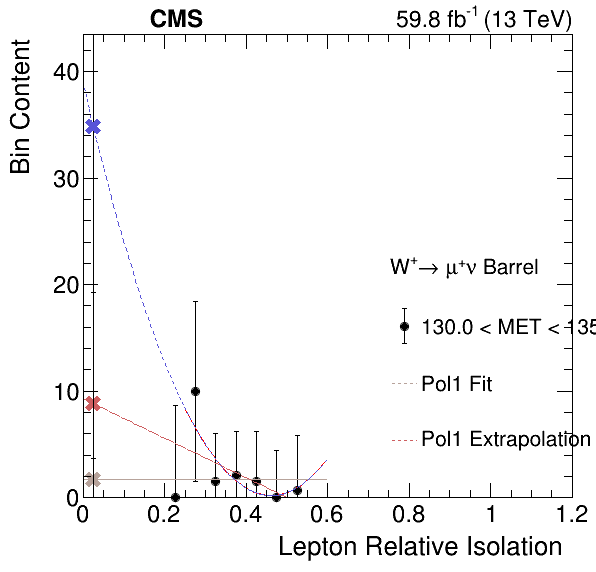 CMS 59.8 fb⁻¹ (13 TeV)
Bin Content
40
30
20
10
0
W⁺→ μ⁺ν Barrel
130.0 < MET < 135
Pol1 Fit
Pol1 Extrapolation
0 0.2 0.4 0.6 0.8 1 1.2
Lepton Relative Isolation